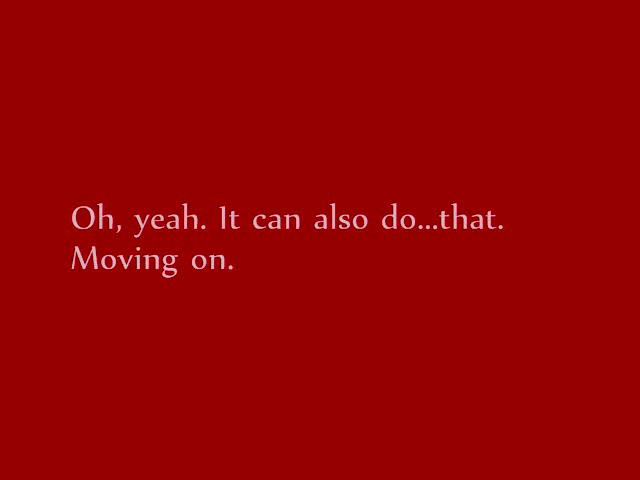 Oh, yeah. It can also do...that.
Moving on.